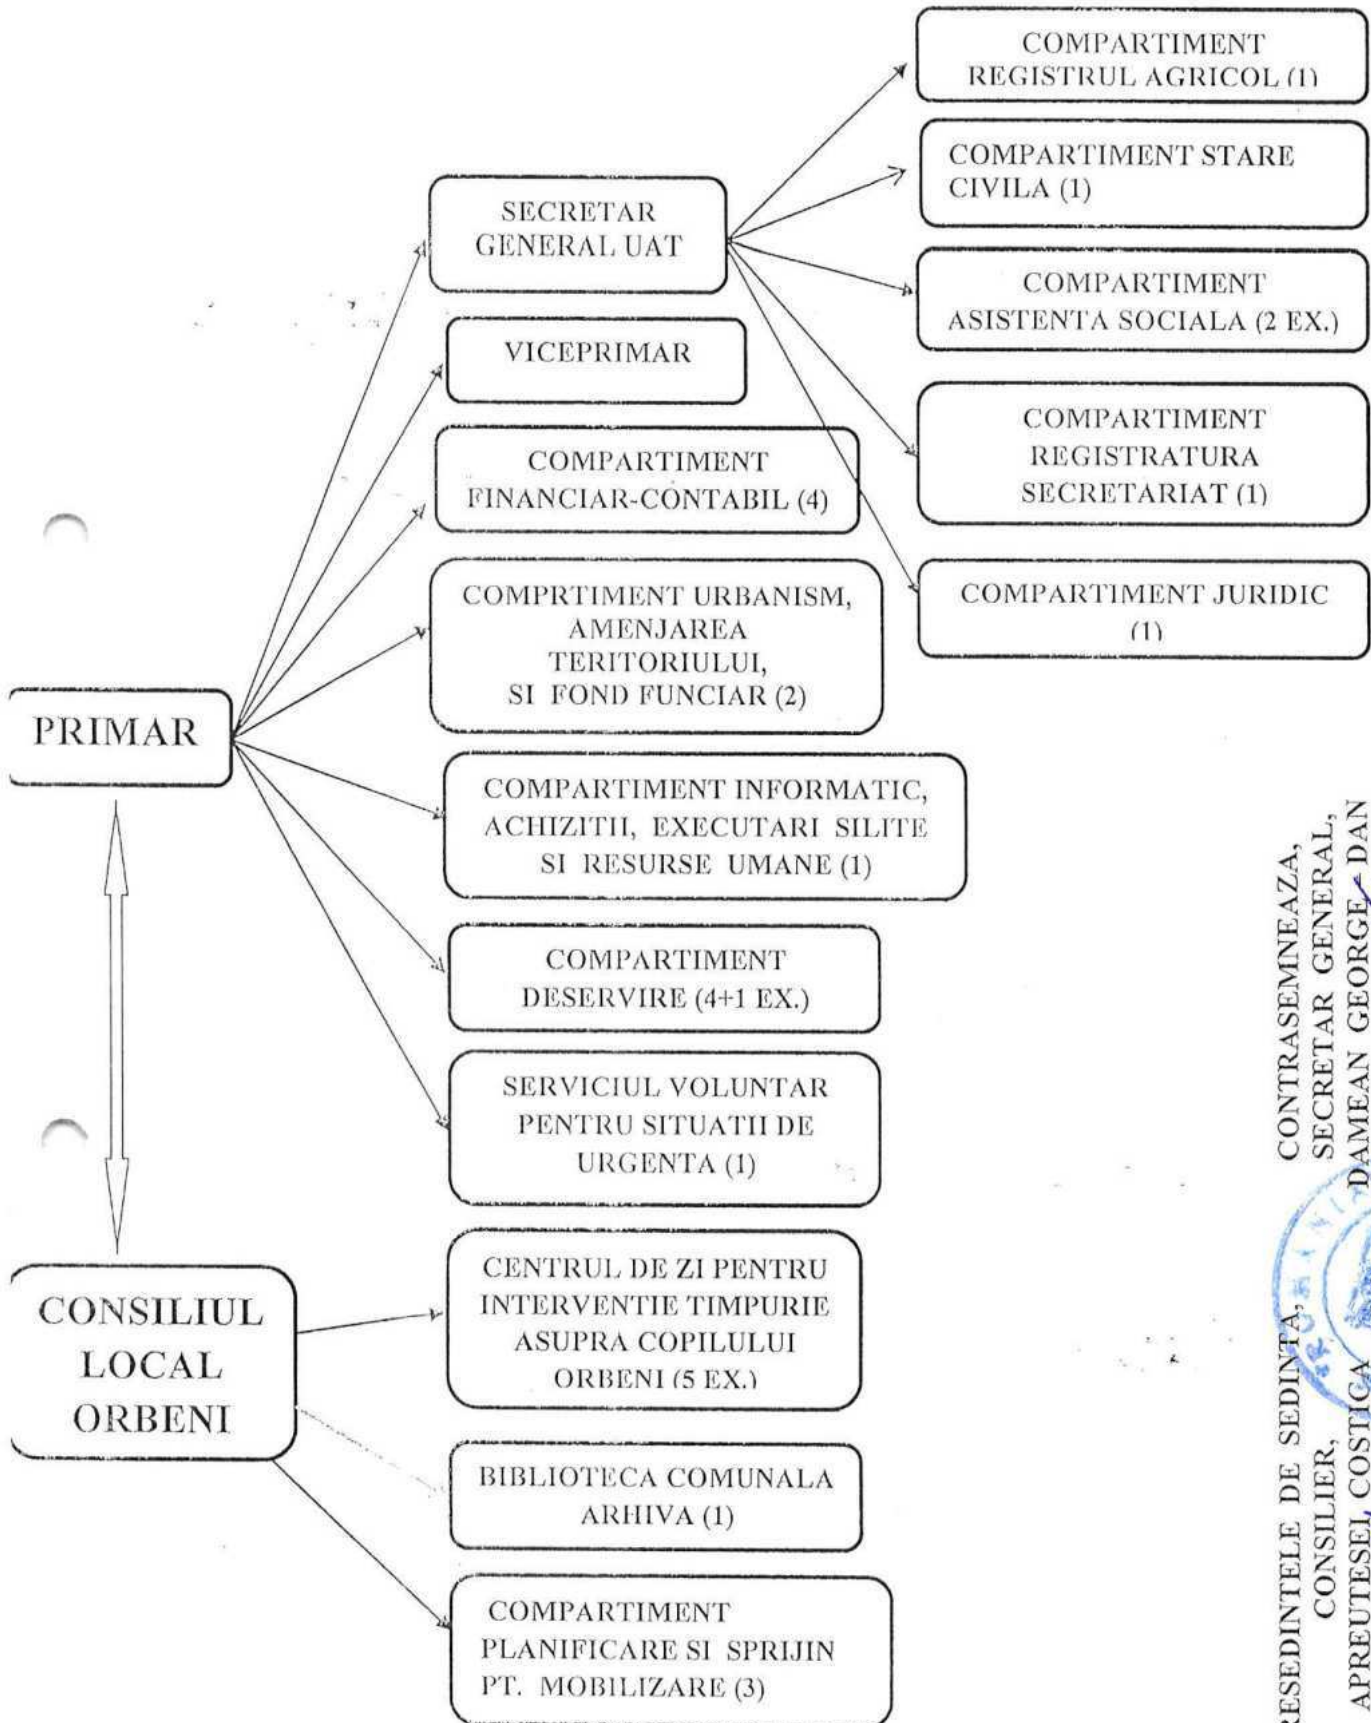 COMPARTIMENT
REGISTRUL AGRICOL (1)
COMPARTIMENT STARE
CIVILA (1)
SECRETAR
GENERAL UAT
COMPARTIMENT
ASISTENTA SOCIALA (2 EX.)
VICEPRIMAR
COMPARTIMENT
REGISTRATURA
SECRETARIAT (1)
COMPARTIMENT
FINANCIAR-CONTABIL (4)
COMPARTIMENT JURIDIC
(1)
COMPRTIMENT URBANISM,
AMENJAREA
TERITORIULUI,
SI FOND FUNCIAR (2)
PRIMAR
COMPARTIMENT INFORMATIC,
ACHIZITII, EXECUTARI SILITE
SI RESURSE UMANE (1)
COMPARTIMENT
DESERVIRE (4+1 EX.)
SERVICIUL VOLUNTAR
PENTRU SITUATII DE
URGENTA (1)
CONSILIUL
LOCAL
ORBENI
CENTRUL DE ZI PENTRU
INTERVENTIE TIMPURIE
ASUPRA COPILULUI
ORBENI (5 EX.)
BIBLIOTECA COMUNALA
ARHIVA (1)
COMPARTIMENT
PLANIFICARE SI SPRIJIN
PT. MOBILIZARE (3)
RESEDINTELE DE SEDINTA,
CONSILIER,
APREUTESEI COSTICA
CONTRASEMNEAZA,
SECRETAR GENERAL,
DAMEAN GEORGE - DAN